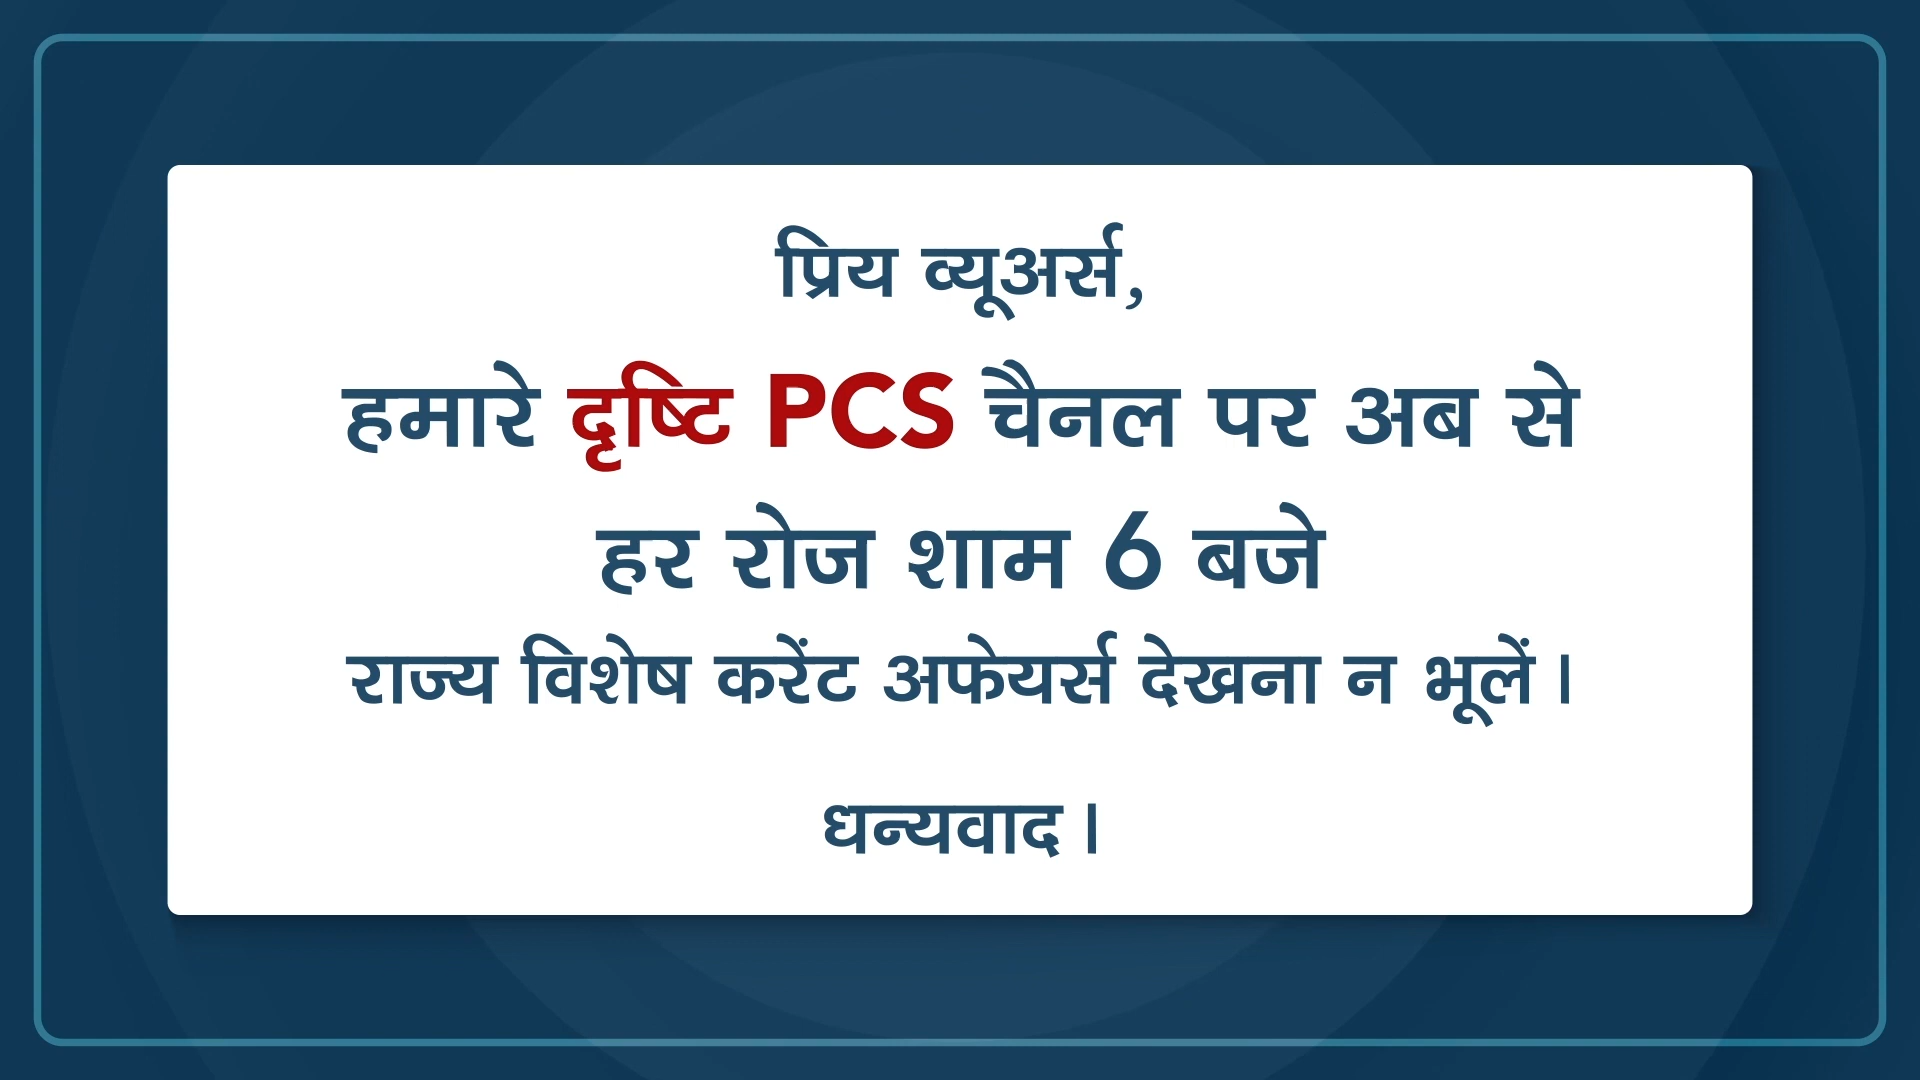 प्रिय व्यूअर्स,
हमारे दृष्टि PCS चैनल पर अब से
हर रोज शाम 6 बजे
राज्य विशेष करेंट अफेयर्स देखना न भूलें।
धन्यवाद।